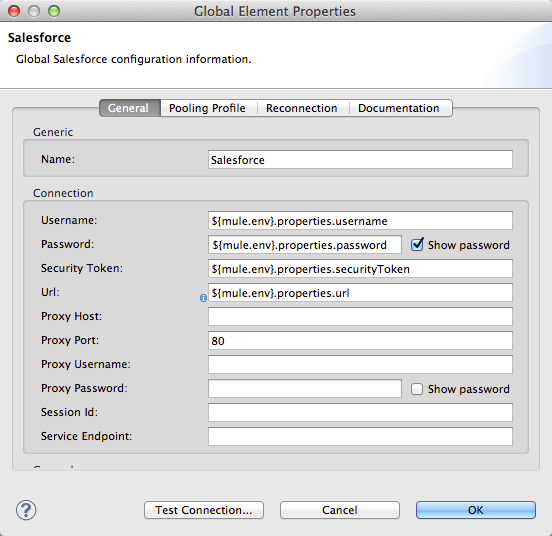 Global Element Properties
Salesforce
Global Salesforce configuration information.
General Pooling Profile Reconnection Documentation
Generic
Name: Salesforce
Connection
Username: ${mule.env}.properties.username
Password: ${mule.env}.properties.password Show password
Security Token: ${mule.env}.properties.securityToken
Url: ${mule.env}.properties.url
Proxy Host:
Proxy Port: 80
Proxy Username:
Proxy Password: Show password
Session Id:
Service Endpoint:
Test Connection... Cancel OK